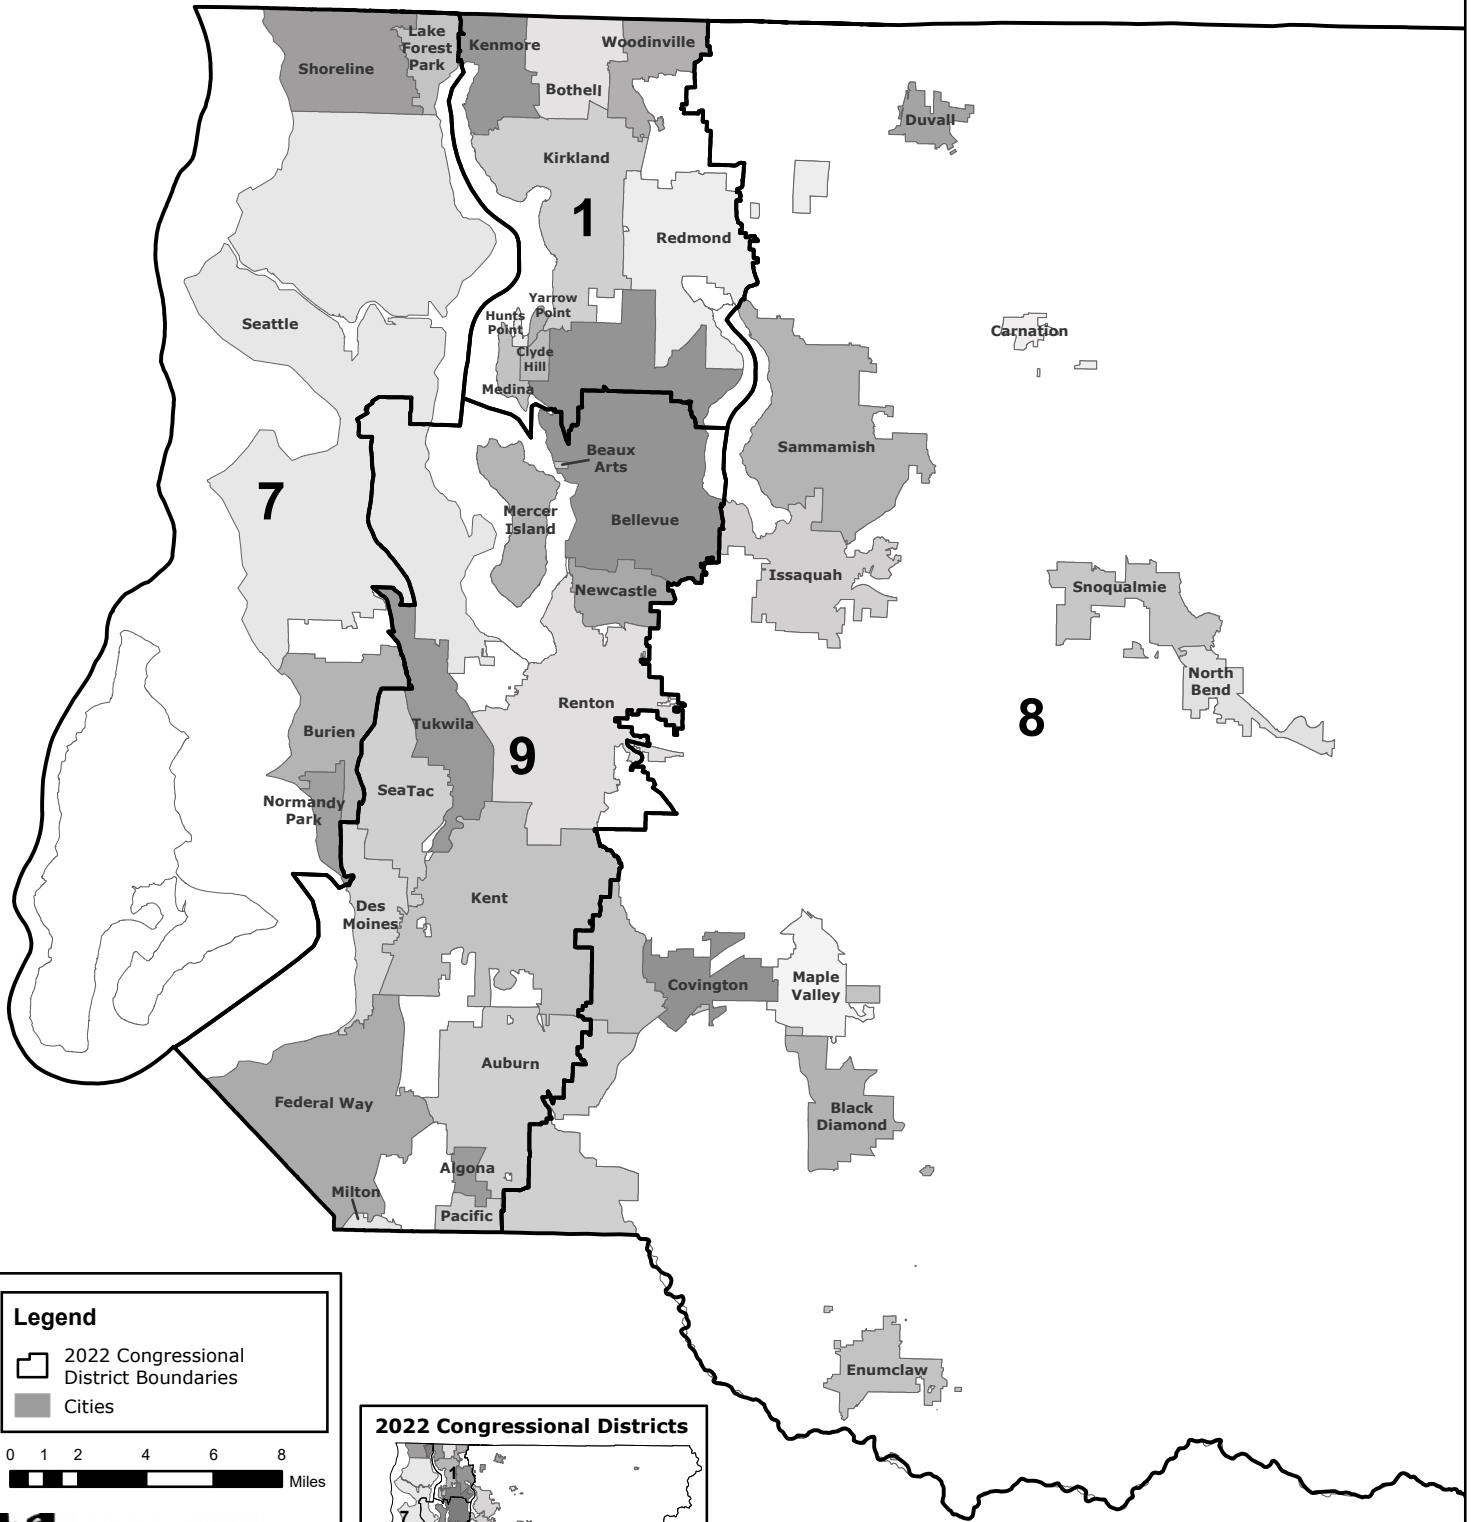 Lake
Forest
Park
Kenmore
Woodinville
Shoreline
Bothell
Duvall
Kirkland
1
Redmond
Yarrow
Point
Hunts
Point
Seattle
Carnation
Clyde
Hill
Medina
Sammamish
Beaux
Arts
7
Mercer
Island
Bellevue
Issaquah
Newcastle
Snoqualmie
North
Bend
Renton
8
Tukwila
Burien
9
SeaTac
Normandy
Park
Kent
Des
Moines
Covington
Maple
Valley
Auburn
Federal Way
Black
Diamond
Algona
Milton
Pacific
Enumclaw
Legend
2022 Congressional
District Boundaries
Cities
0 1 2 4 6 8
Miles
2022 Congressional Districts
1
7